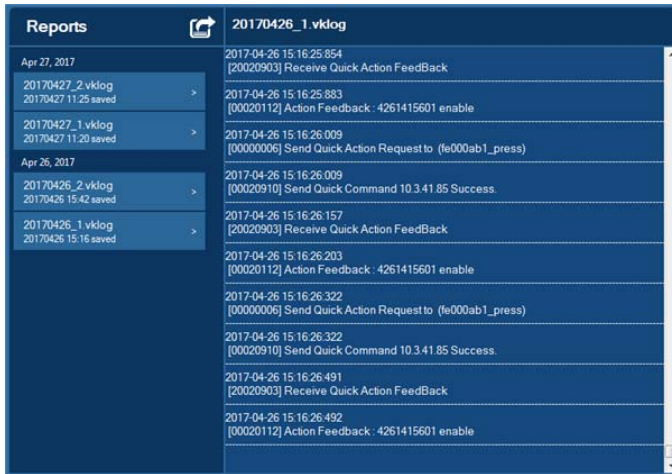 Reports
Apr 27, 2017
20170427_2.vklog
20170427 11:25 saved
>
20170427_1.vklog
20170427 11:20 saved
>
Apr 26, 2017
20170426_2.vklog
20170426 15:42 saved
>
20170426_1.vklog
20170426 15:16 saved
>
20170426_1.vklog
2017-04-26 15:16:25:854
[20020903] Receive Quick Action FeedBack
2017-04-26 15:16:25:883
[00020112] Action Feedback : 4261415601 enable
2017-04-26 15:16:26:009
[00000006] Send Quick Action Request to (fe000ab1_press)
2017-04-26 15:16:26:009
[00020910] Send Quick Command 10.3.41.85 Success.
2017-04-26 15:16:26:157
[20020903] Receive Quick Action FeedBack
2017-04-26 15:16:26:203
[00020112] Action Feedback : 4261415601 enable
2017-04-26 15:16:26:322
[00000006] Send Quick Action Request to (fe000ab1_press)
2017-04-26 15:16:26:322
[00020910] Send Quick Command 10.3.41.85 Success.
2017-04-26 15:16:26:491
[20020903] Receive Quick Action FeedBack
2017-04-26 15:16:26:492
[00020112] Action Feedback : 4261415601 enable